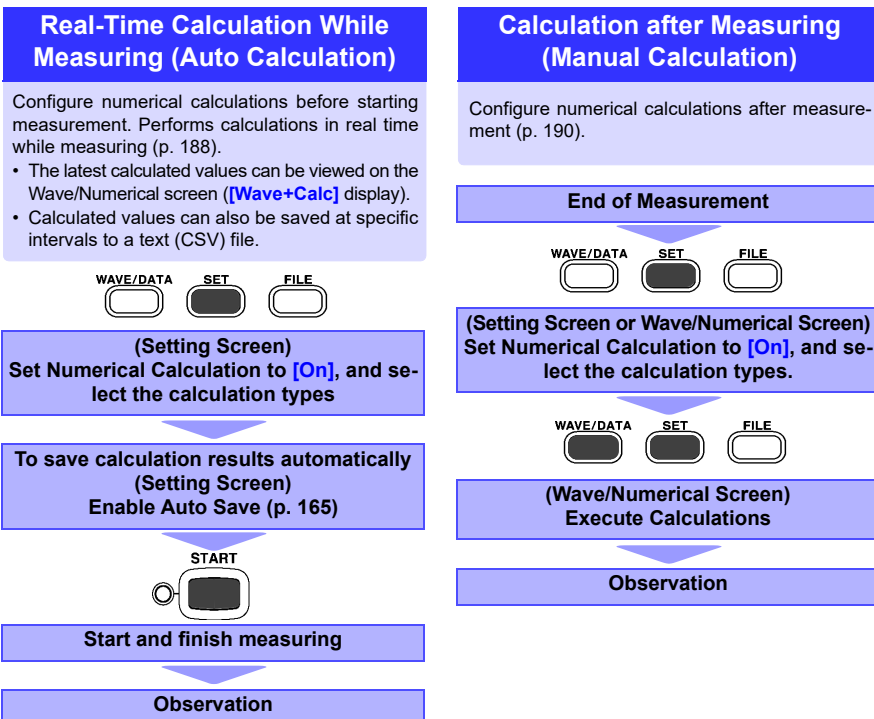 Real-Time Calculation While
Measuring (Auto Calculation)
Configure numerical calculations before starting
measurement. Performs calculations in real time
while measuring (p. 188).
• The latest calculated values can be viewed on the
Wave/Numerical screen ([Wave+Calc] display).
• Calculated values can also be saved at specific
intervals to a text (CSV) file.
WAVE/DATA SET FILE
(Setting Screen)
Set Numerical Calculation to [On], and se-
lect the calculation types
To save calculation results automatically
(Setting Screen)
Enable Auto Save (p. 165)
START
Start and finish measuring
Observation
Calculation after Measuring
(Manual Calculation)
Configure numerical calculations after measure-
ment (p. 190).
End of Measurement
WAVE/DATA SET FILE
(Setting Screen or Wave/Numerical Screen)
Set Numerical Calculation to [On], and se-
lect the calculation types.
WAVE/DATA SET FILE
(Wave/Numerical Screen)
Execute Calculations
Observation